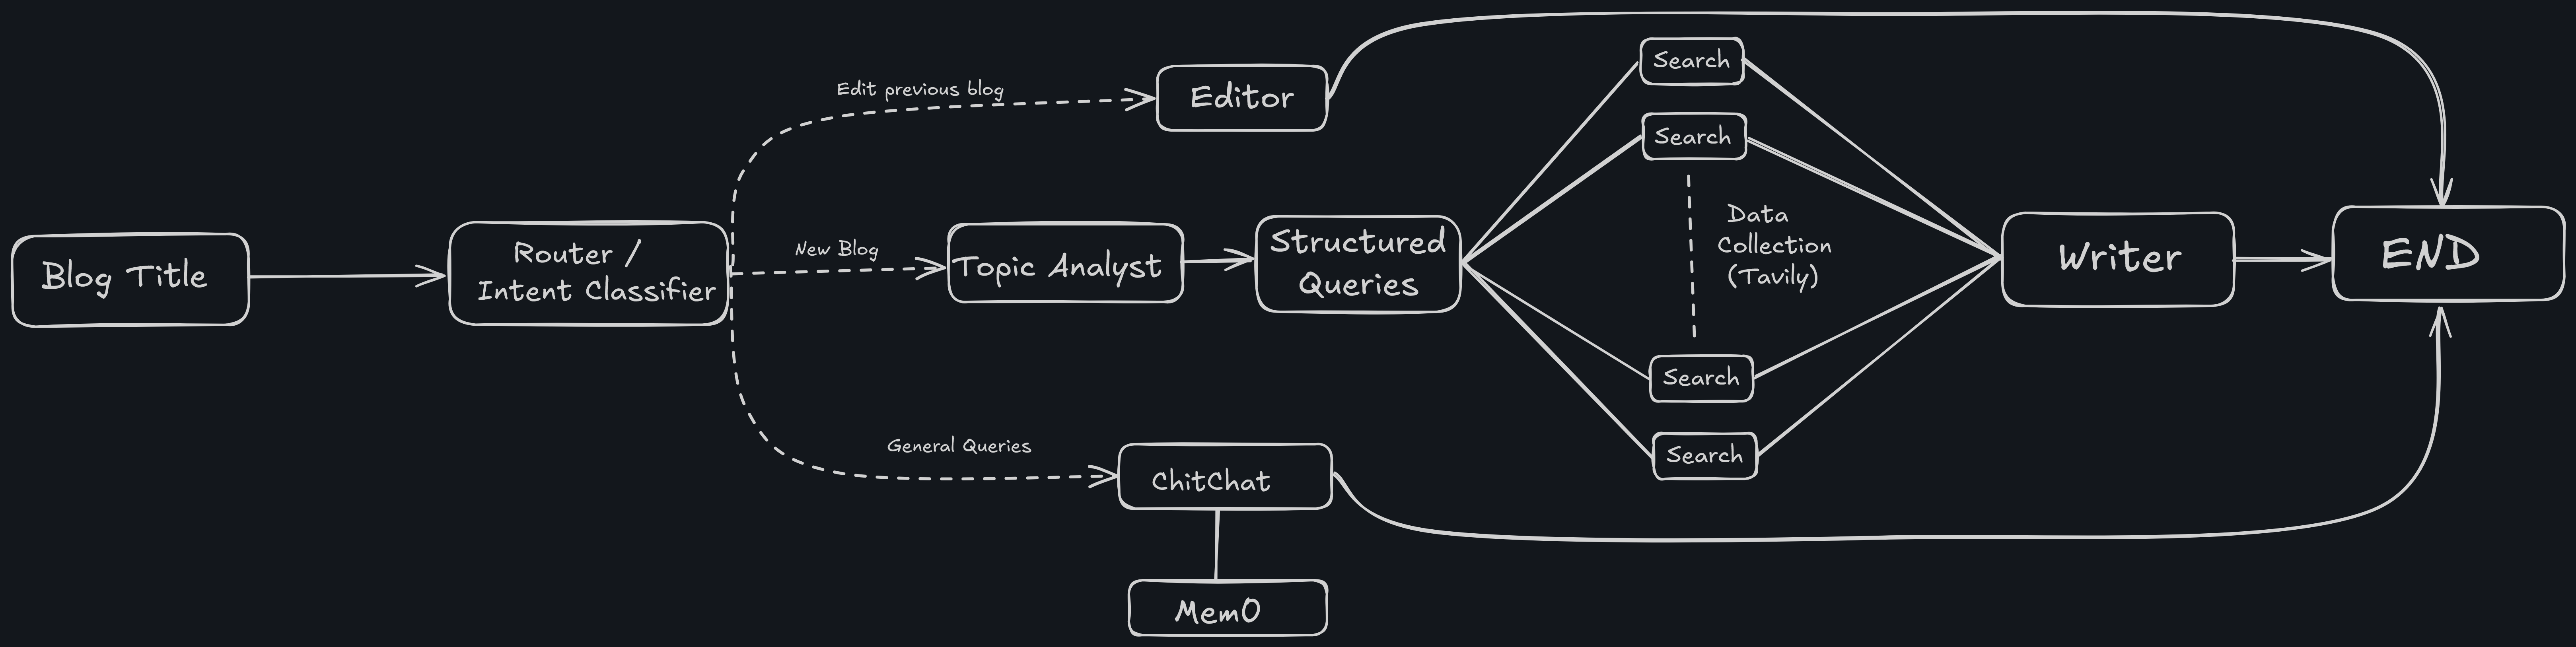 Blog Title
Router /
Intent Classifier
Edit previous blog
Editor
New Blog
Topic Analyst
Structured
Queries
General Queries
ChitChat
Mem0
Search
Search
Data
Collection
(Tavily)
Search
Search
Writer
END